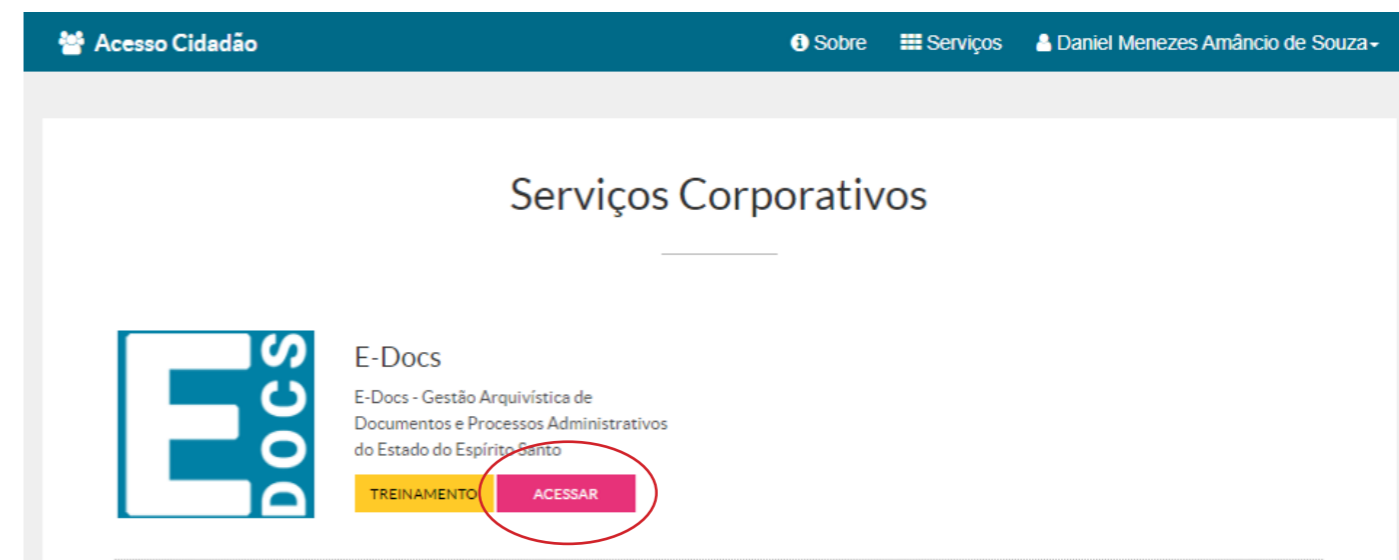 Acesso Cidadão
Sobre
Serviços
Daniel Menezes Amâncio de Souza
Serviços Corporativos
E DOCS
E-Docs
E-Docs - Gestão Arquivística de
Documentos e Processos Administrativos
do Estado do Espírito Santo
TREINAMENTO
ACESSAR